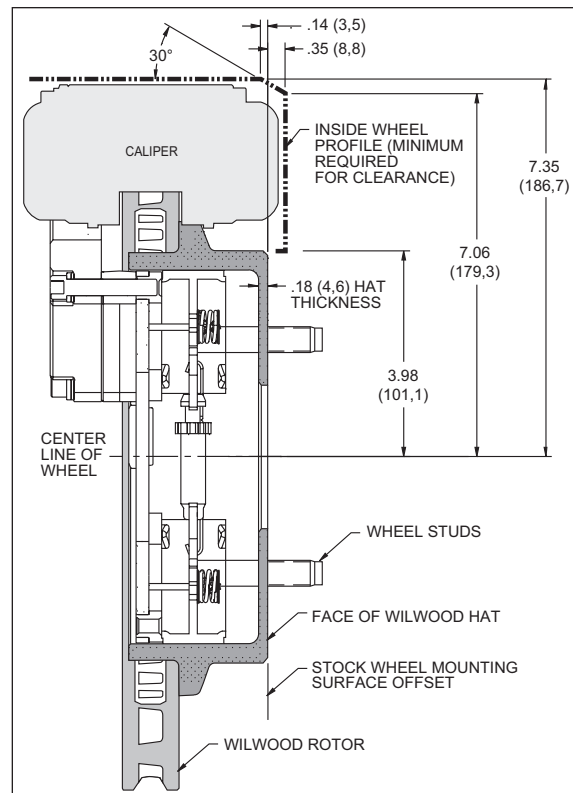 .14 (3,5)
.35 (8,8)
30°
CALIPER
INSIDE WHEEL
PROFILE (MINIMUM
REQUIRED
FOR CLEARANCE)
7.35
(186,7)
7.06
(179,3)
.18 (4,6) HAT
THICKNESS
3.98
(101,1)
CENTER
LINE OF
WHEEL
WHEEL STUDS
FACE OF WILWOOD HAT
STOCK WHEEL MOUNTING
SURFACE OFFSET
WILWOOD ROTOR